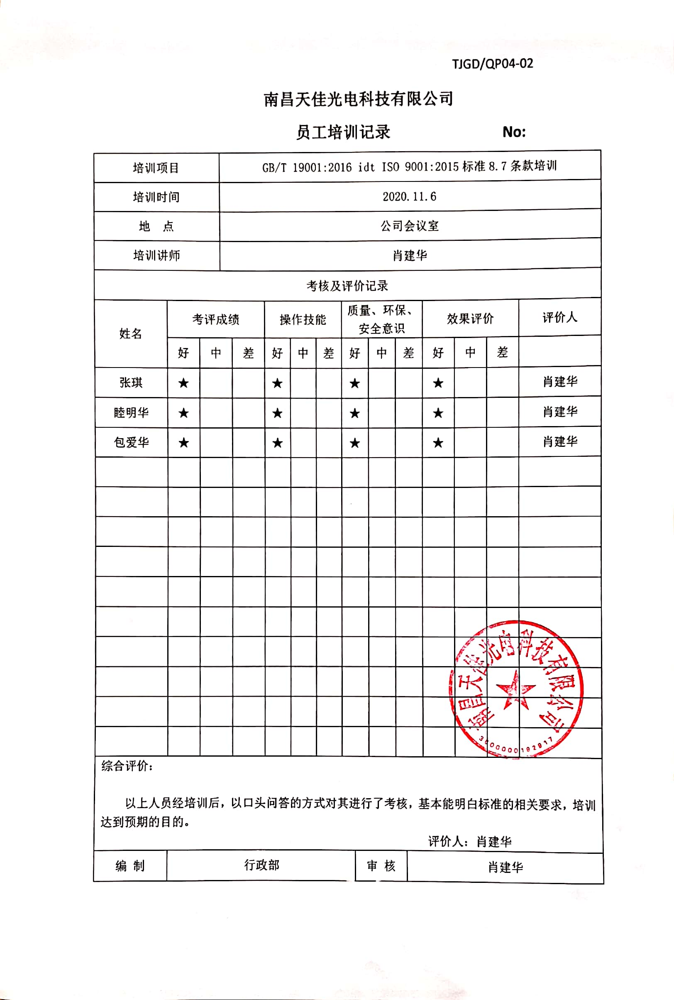 TJGD/QP04-02
南昌天佳光电科技有限公司
员工培训记录 No:
培训项目 GB/T 19001:2016 idt ISO 9001:2015标准8.7条款培训
培训时间 2020.11.6
地 点 公司会议室
培训讲师 肖建华
考核及评价记录
姓名 考评成绩 操作技能 质量、环保、安全意识 效果评价 评价人
好 中 差 好 中 差 好 中 差 好 中 差
张琪 ★ ★ ★ ★ 肖建华
睦明华 ★ ★ ★ ★ 肖建华
包爱华 ★ ★ ★ ★ 肖建华
南昌天佳光电科技有限公司
综合评价：
以上人员经培训后，以口头问答的方式对其进行了考核，基本能明白标准的相关要求，培训
达到预期的目的。
评价人：肖建华
编 制 行政部 审 核 肖建华